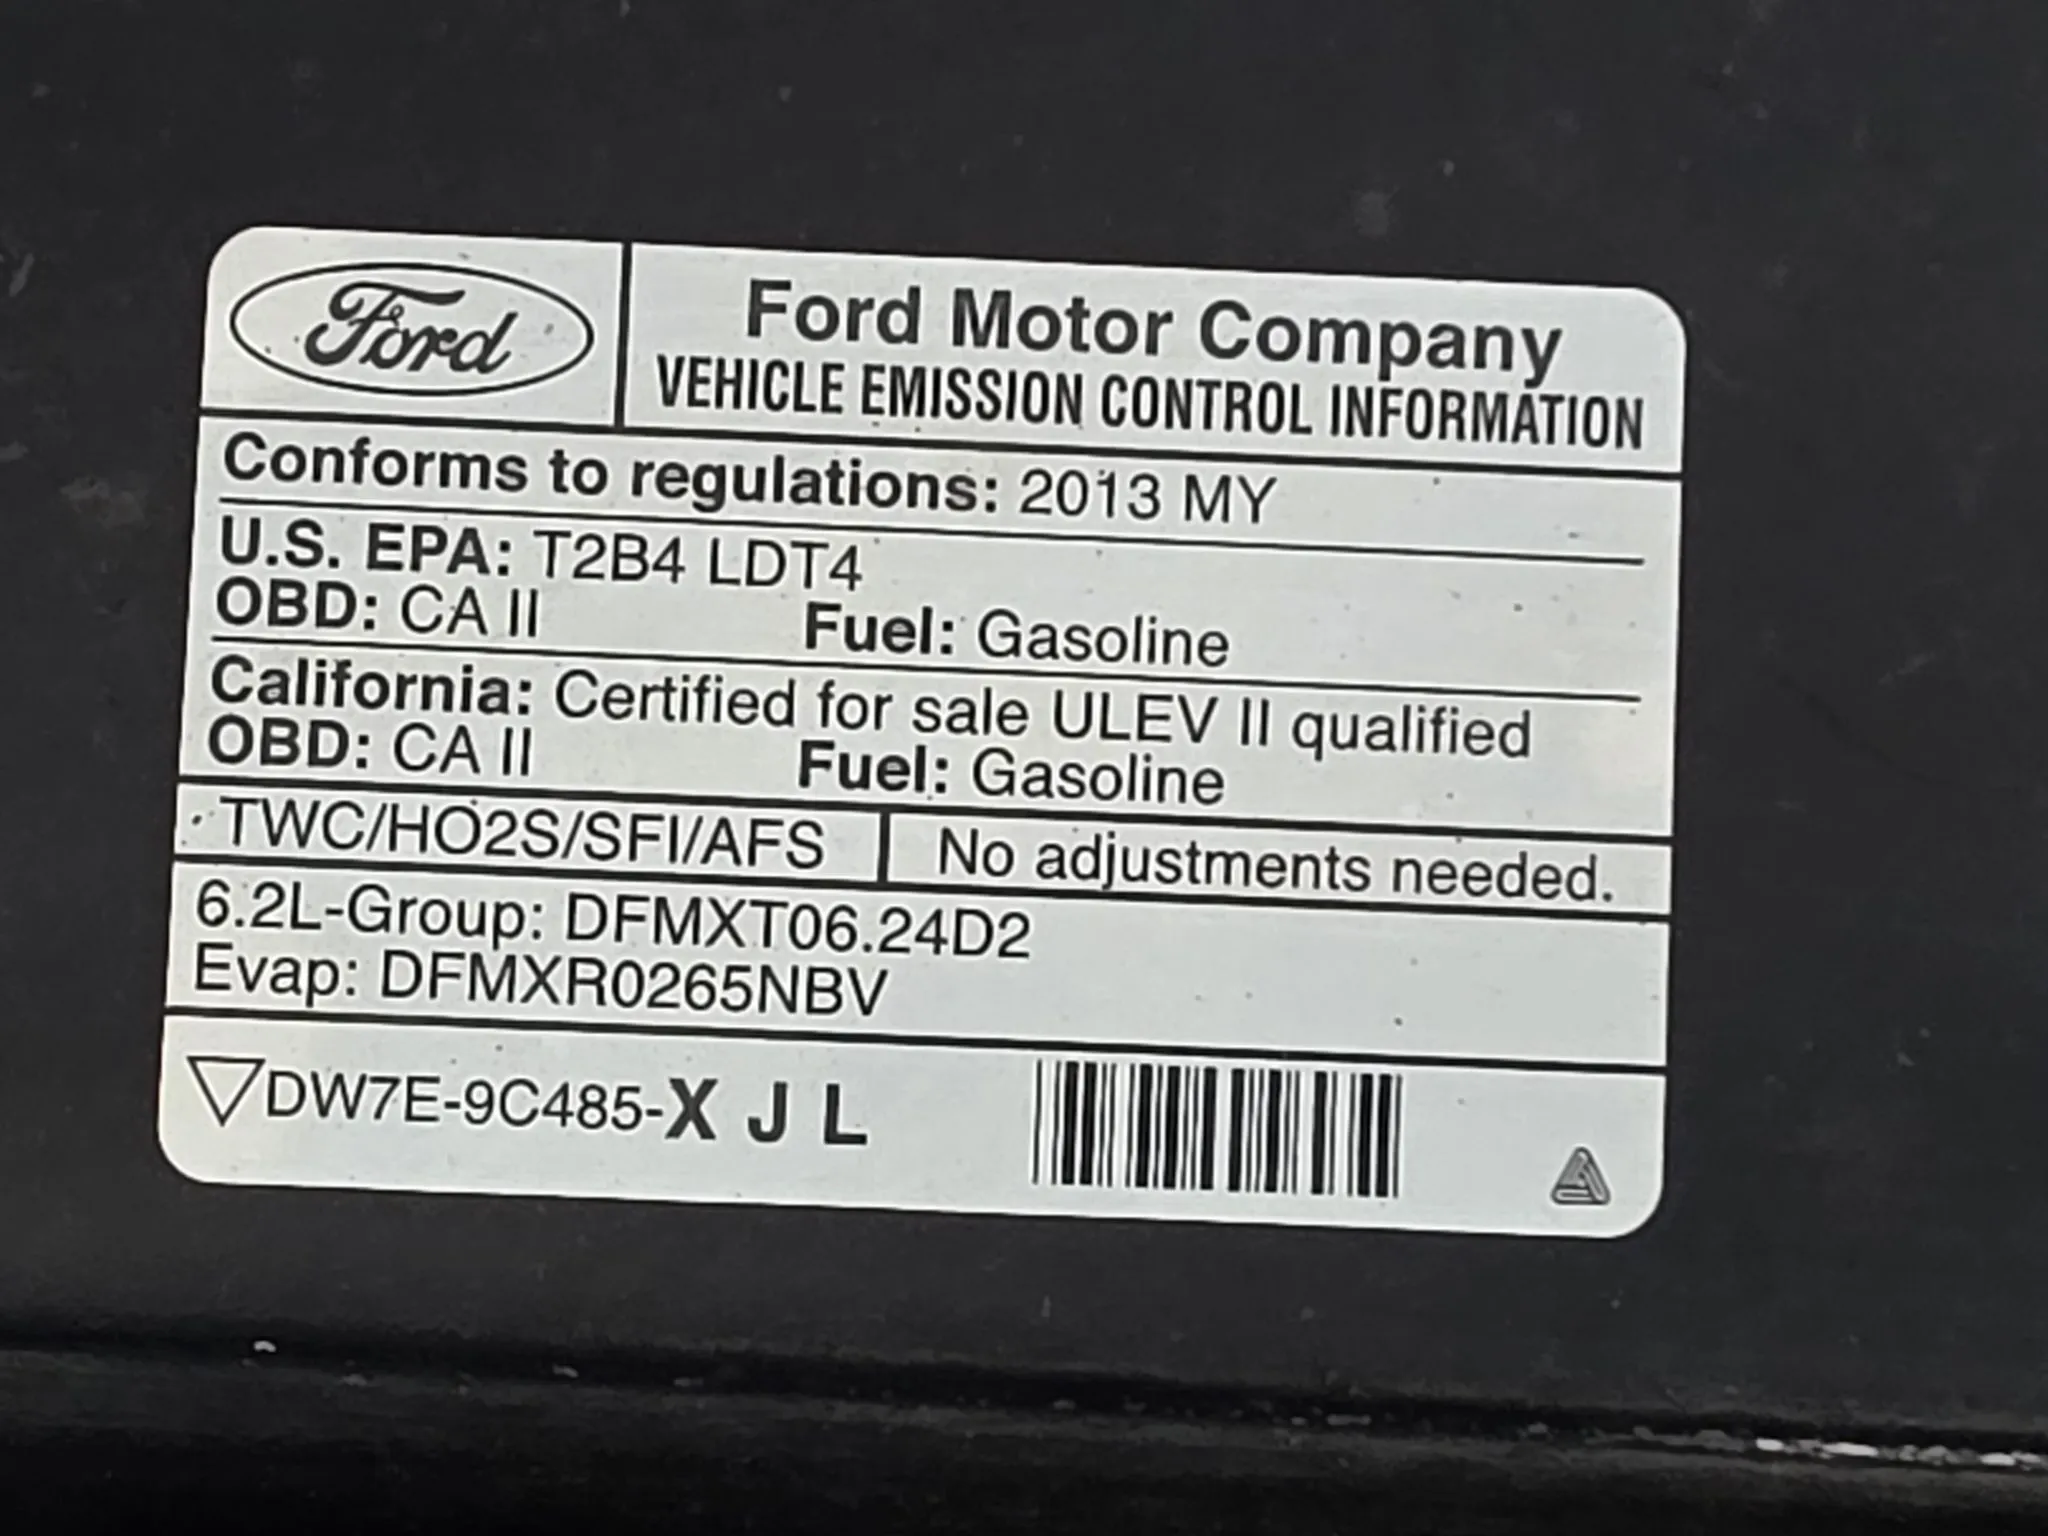 Ford
Ford Motor Company
VEHICLE EMISSION CONTROL INFORMATION
Conforms to regulations: 2013 MY
U.S. EPA: T2B4 LDT4
OBD: CA II Fuel: Gasoline
California: Certified for sale ULEV II qualified
OBD: CA II Fuel: Gasoline
TWC/HO2S/SFI/AFS No adjustments needed.
6.2L-Group: DFMXT06.24D2
Evap: DFMXR0265NBV
DW7E-9C485-X J L